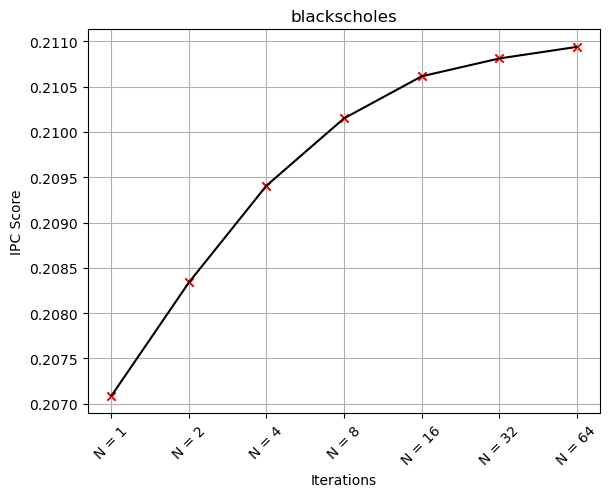 blackscholes
IPC Score
0.2110
0.2105
0.2100
0.2095
0.2090
0.2085
0.2080
0.2075
0.2070
N = 1
N = 2
N = 4
N = 8
N = 16
N = 32
N = 64
Iterations